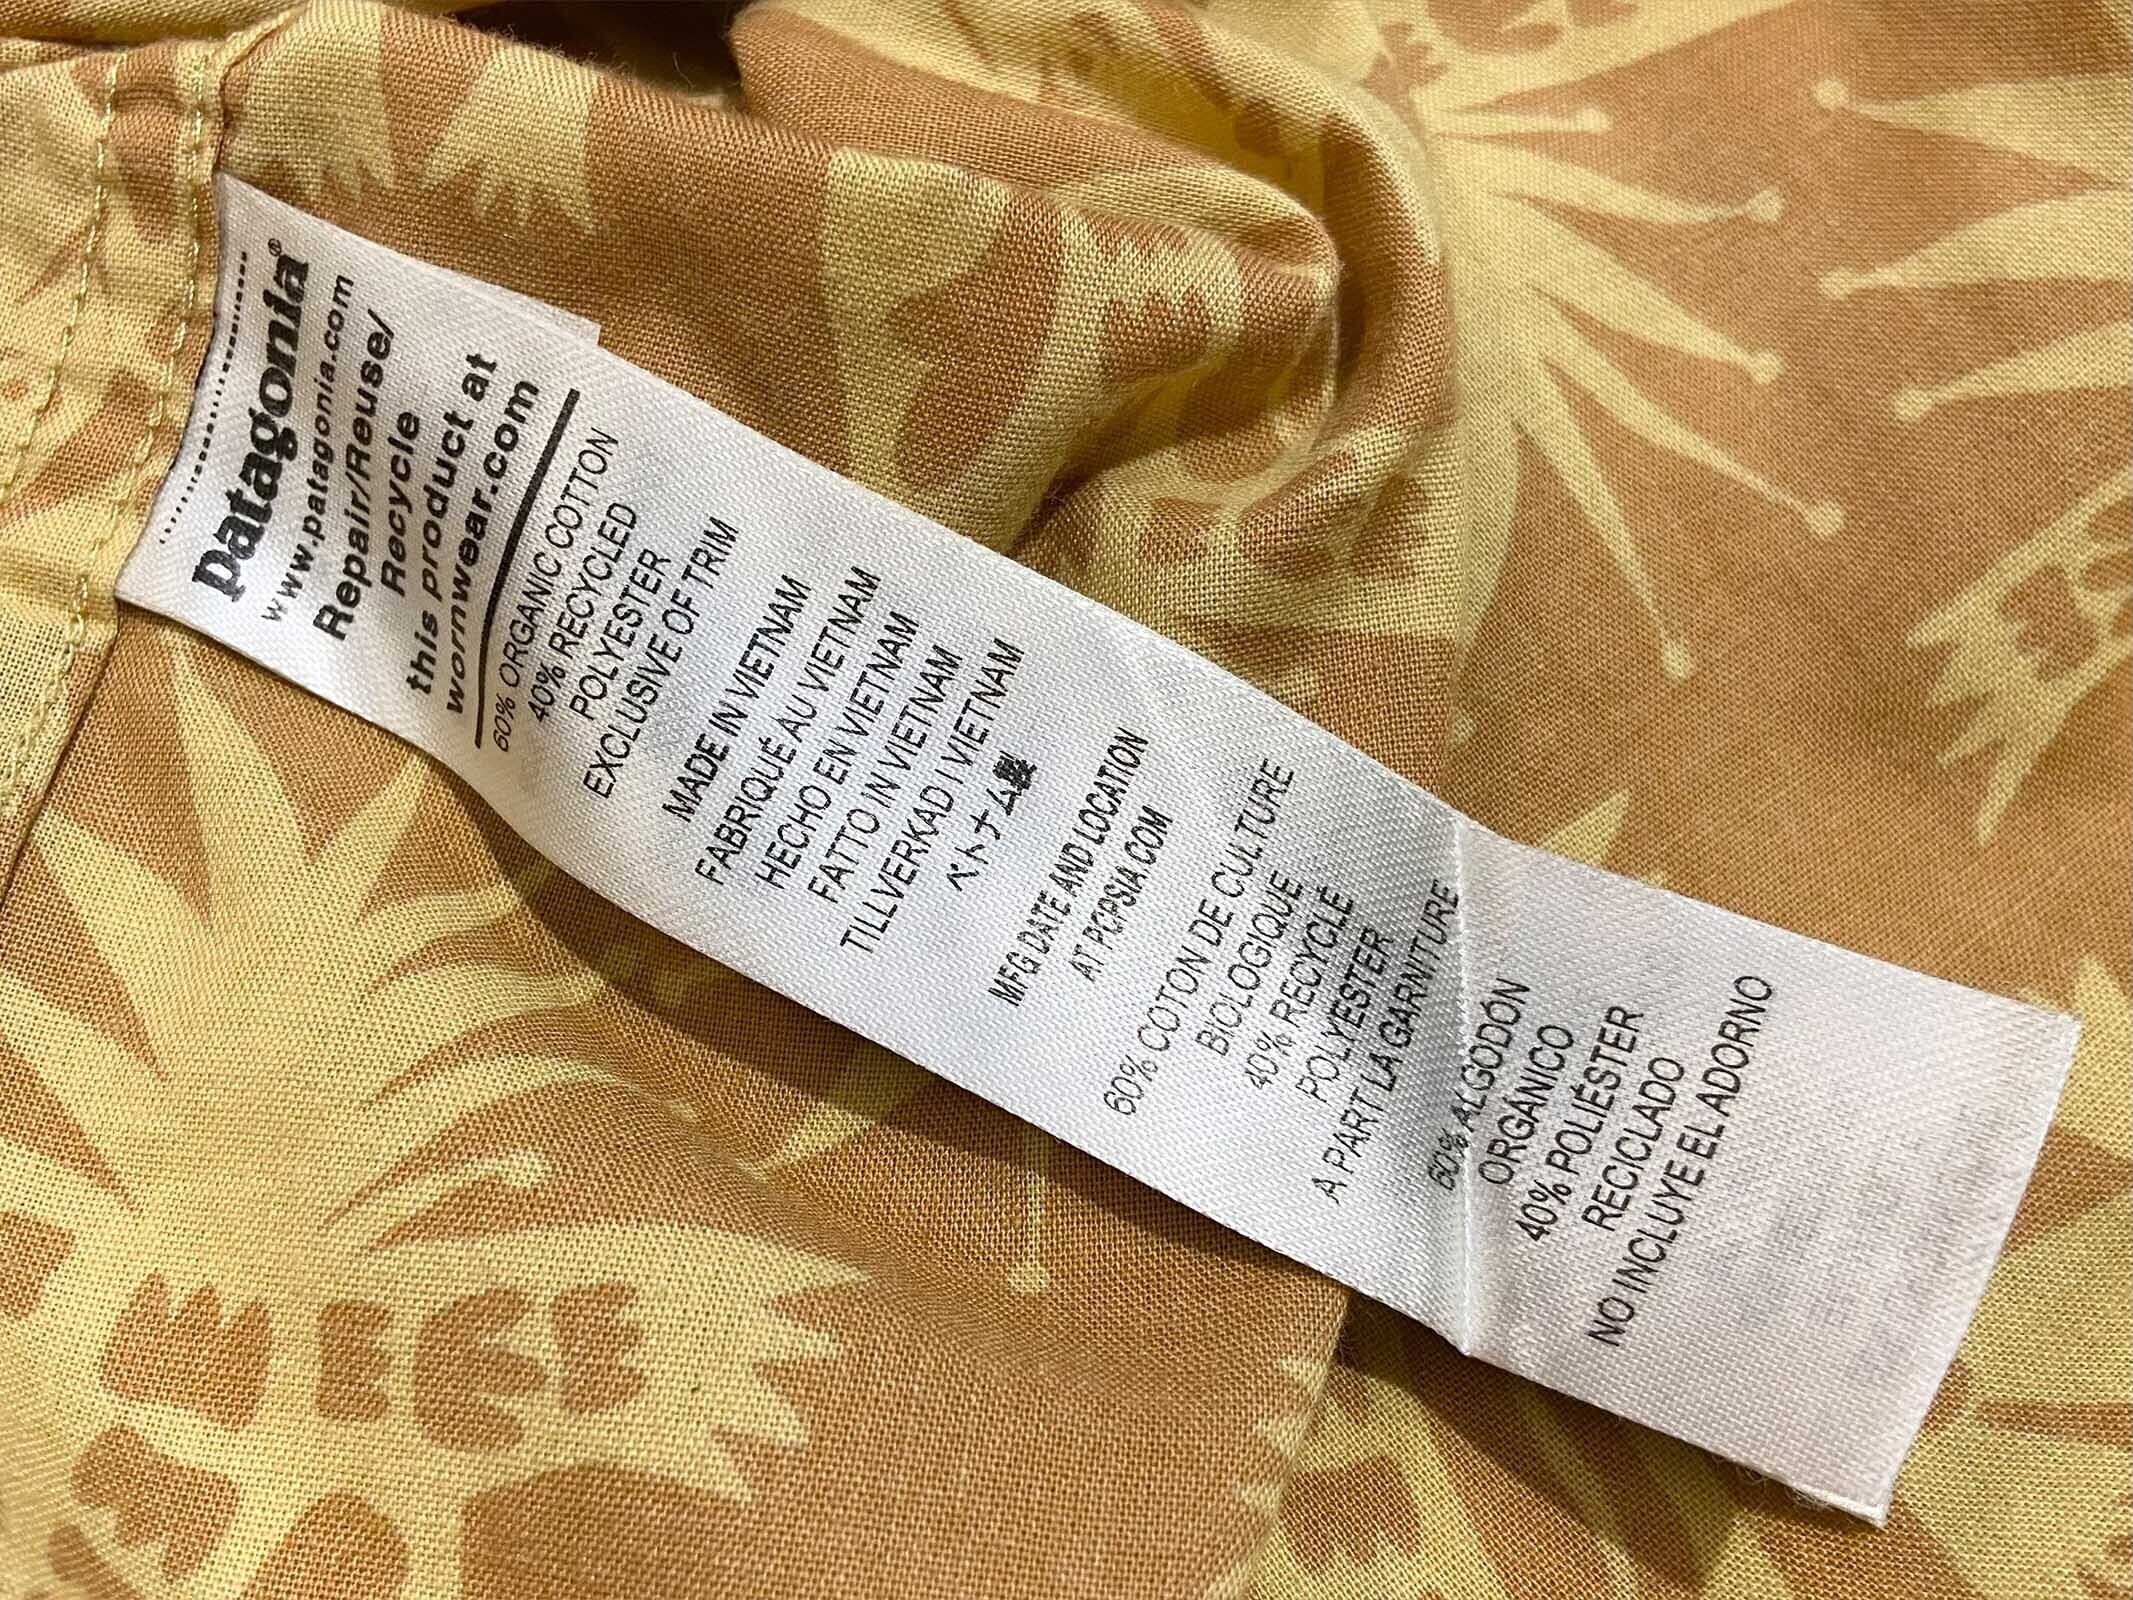 patagonia®
www.patagonia.com
Repair/Reuse/
Recycle
this product at
wornwear.com
60% ORGANIC COTTON
40% RECYCLED
POLYESTER
EXCLUSIVE OF TRIM
MADE IN VIETNAM
FABRIQUÉ AU VIETNAM
HECHO EN VIETNAM
FATTO IN VIETNAM
TILLVERKAD I VIETNAM
ベトナム製
MFG DATE AND LOCATION
AT PCPSIA.COM
60% COTON DE CULTURE
BIOLOGIQUE
40% RECYCLÉ
POLYESTER
A PART LA GARNITURE
60% ALGODÓN
ORGÁNICO
40% POLIÉSTER
RECICLADO
NO INCLUYE EL ADORNO